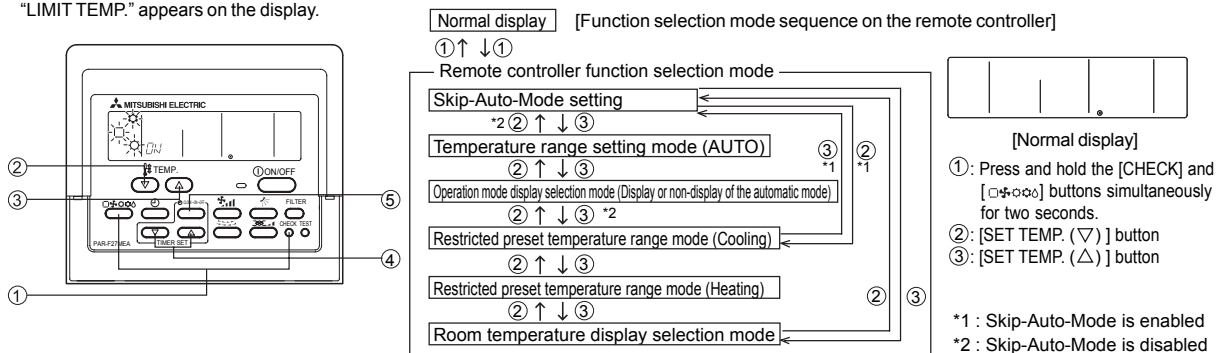 “LIMIT TEMP.” appears on the display.
Normal display [Function selection mode sequence on the remote controller]
①↑ ↓①
Remote controller function selection mode
Skip-Auto-Mode setting
*2 ② ↑ ↓ ③
Temperature range setting mode (AUTO)
② ↑ ↓ ③
Operation mode display selection mode (Display or non-display of the automatic mode)
② ↑ ↓ ③ *2
Restricted preset temperature range mode (Cooling)
② ↑ ↓ ③
Restricted preset temperature range mode (Heating)
② ↑ ↓ ③
Room temperature display selection mode
③ ②
*1 *1
② ③
MITSUBISHI ELECTRIC
ON
TEMP.
ON/OFF
FILTER
CHECK TEST
PAR-F27MEA
TIMER SET
②
③
①
⑤
④
[Normal display]
①: Press and hold the [CHECK] and
[ ] buttons simultaneously
for two seconds.
②: [SET TEMP. (▽) ] button
③: [SET TEMP. (△) ] button
*1 : Skip-Auto-Mode is enabled
*2 : Skip-Auto-Mode is disabled